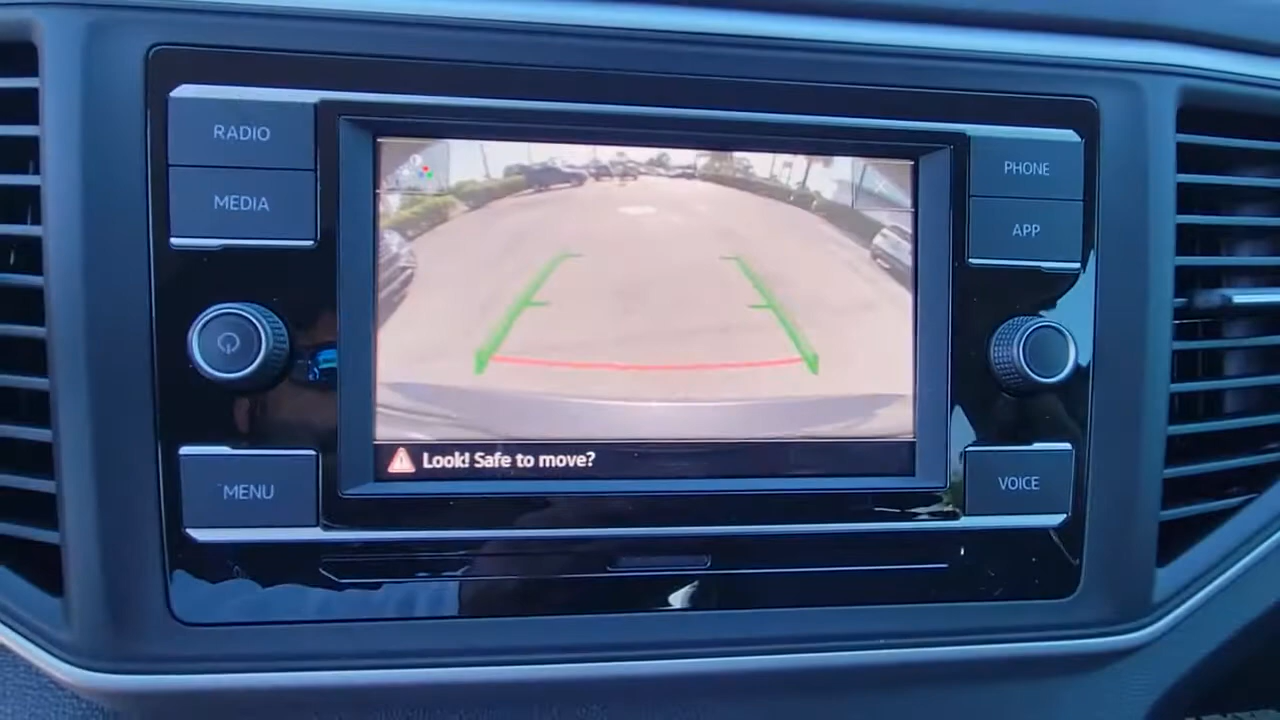 RADIO
MEDIA
PHONE
APP
Look! Safe to move?
MENU
VOICE